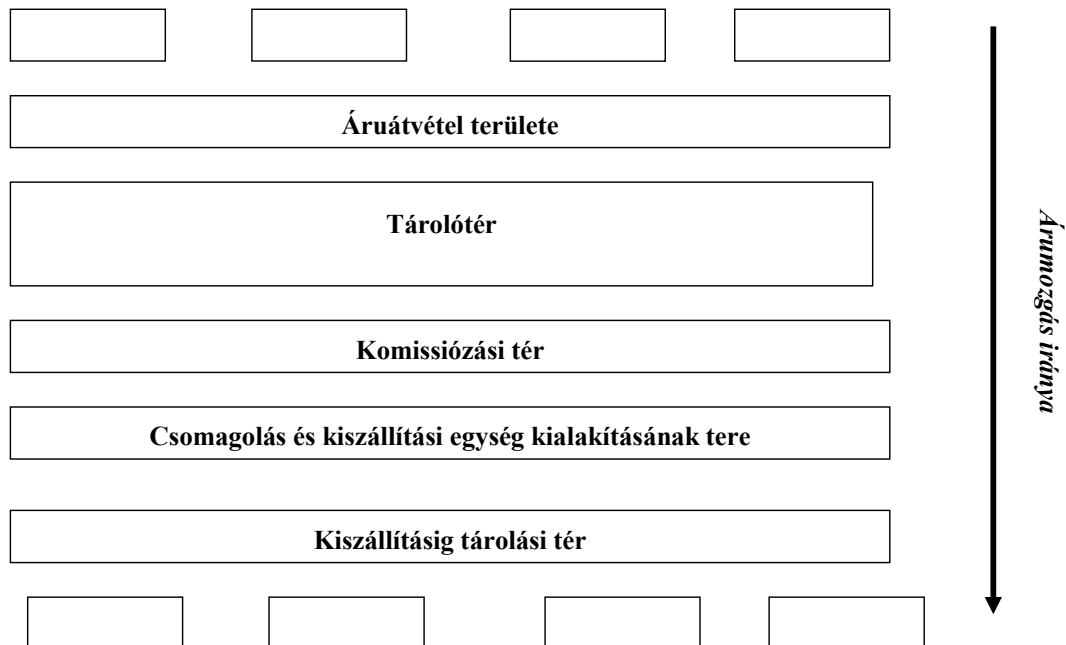 Áruátvétel területe
Tárolótér
Komissiózási tér
Csomagolás és kiszállítási egység kialakításának tere
Kiszállításig tárolási tér
Árumozgás iránya